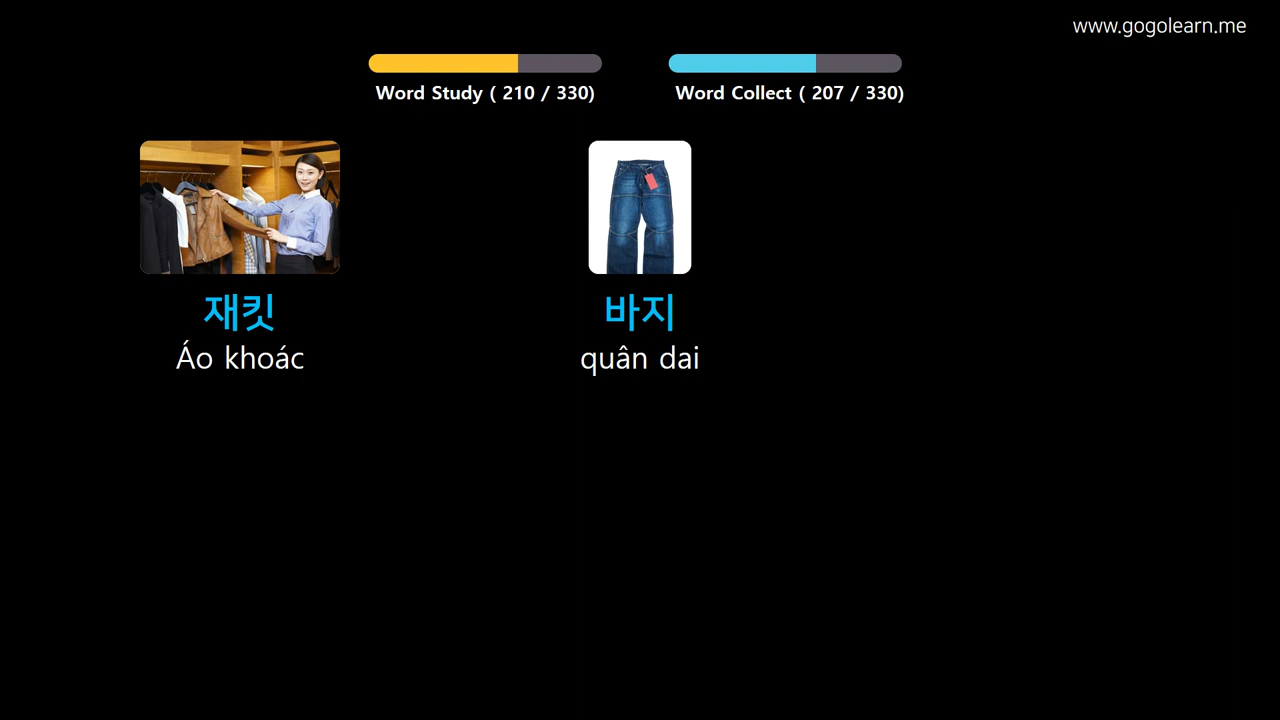 www.gogolearn.me
Word Study ( 210 / 330)
Word Collect ( 207 / 330)
재킷
Áo khoác
바지
quân dai